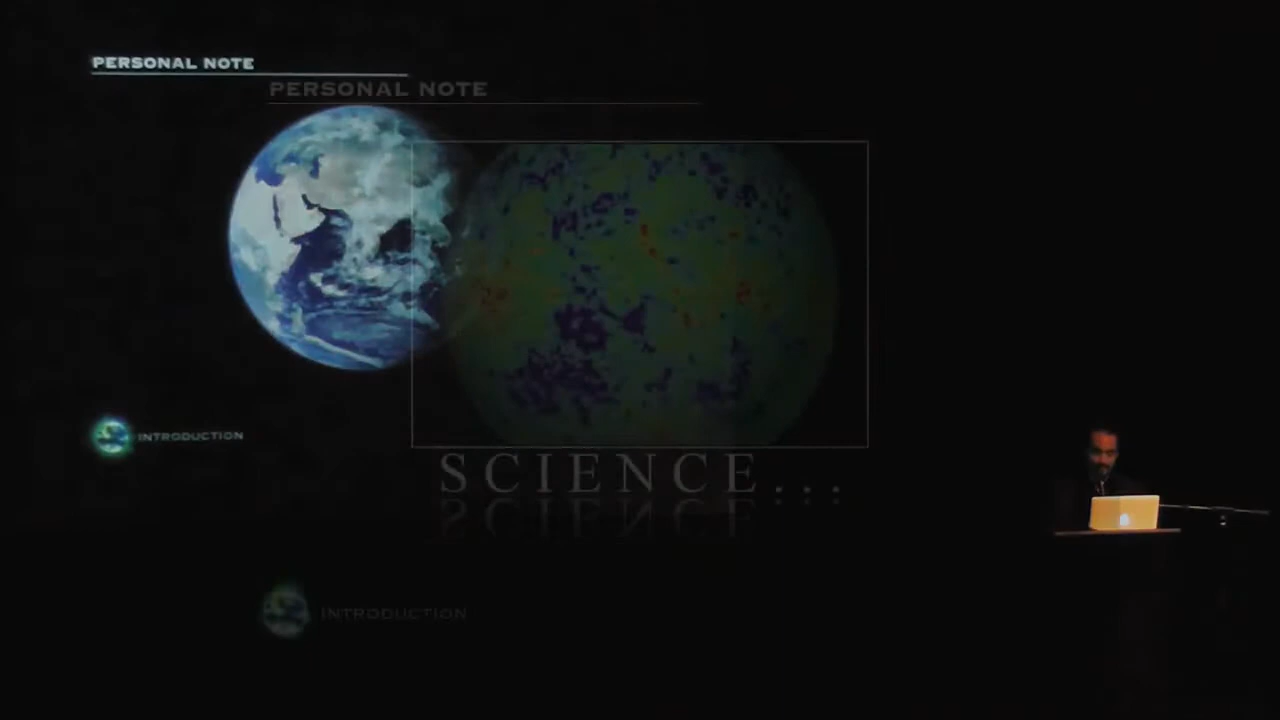 PERSONAL NOTE
PERSONAL NOTE
INTRODUCTION
SCIENCE...
INTRODUCTION